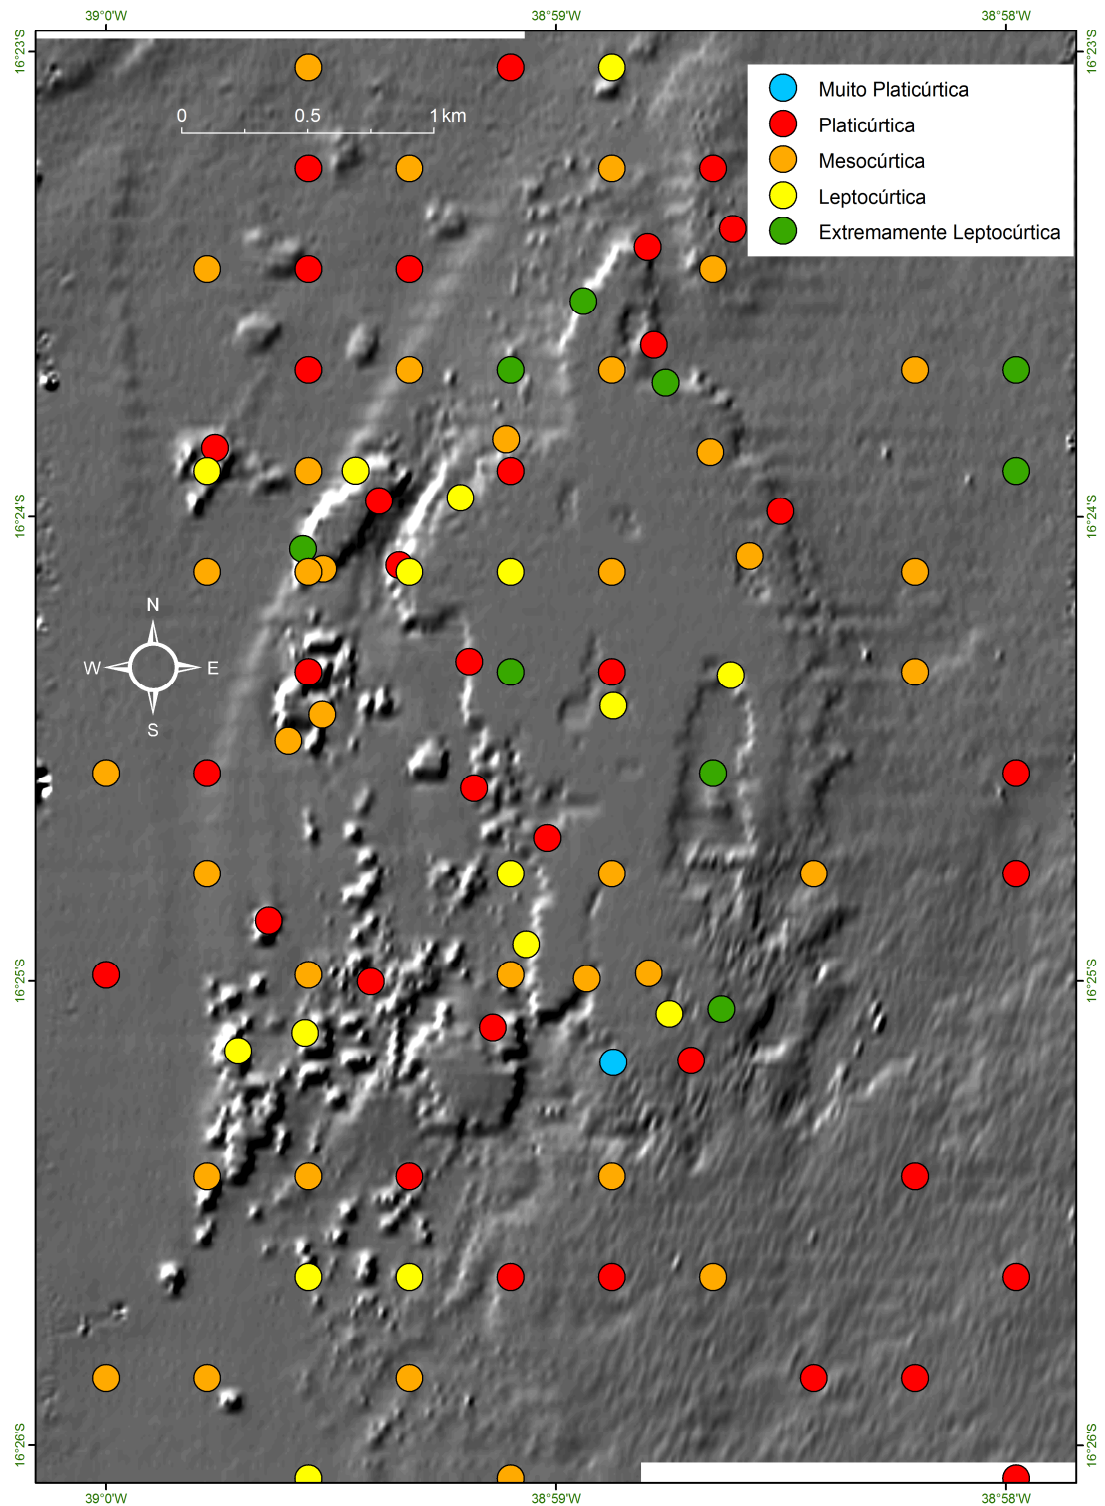 39°0'W 38°59'W 38°58'W
16°23'S 16°23'S
Muito Platicúrtica
Platicúrtica
Mesocúrtica
Leptocúrtica
Extremamente Leptocúrtica
0 0.5 1 km
16°24'S 16°24'S
N
W E
S
16°25'S 16°25'S
16°26'S 16°26'S
39°0'W 38°59'W 38°58'W